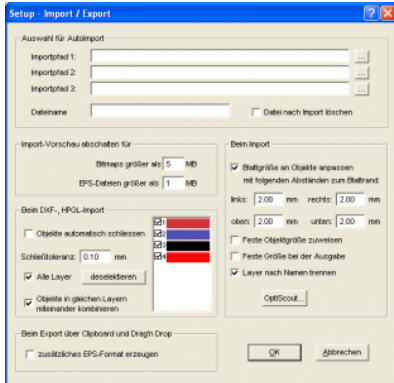 Setup - Import / Export
Auswahl für AutoImport
Importpfad 1:
...
Importpfad 2:
...
Importpfad 3:
...
Dateiname
Datei nach Import löschen
Import-Vorschau abschalten für
Bitmaps größer als 5 MB
EPS-Dateien größer als 1 MB
Beim DXF-, HPGL-Import
Objekte automatisch schliessen
Schließtoleranz: 0.10 mm
Alle Layer deselektieren
Objekte in gleichen Layern
miteinander kombinieren
1
2
3
4
Beim Export über Clipboard und Drag'n Drop
zusätzliches EPS-Format erzeugen
Beim Import
Blattgröße an Objekte anpassen
mit folgenden Abständen zum Blattrand:
links: 2.00 mm rechts: 2.00 mm
oben: 2.00 mm unten: 2.00 mm
Feste Objektgröße zuweisen
Feste Größe bei der Ausgabe
Layer nach Namen trennen
OptiScout...
OK
Abbrechen